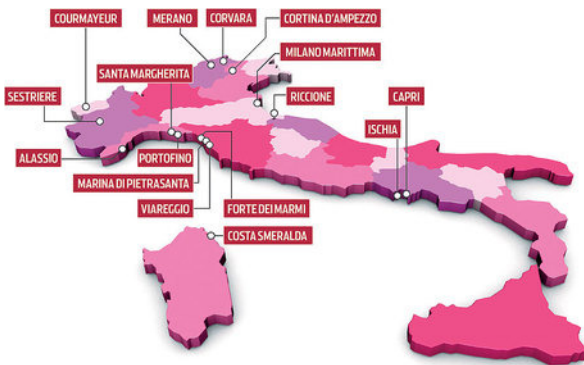 COURMAYEUR
MERANO
CORVARA
CORTINA D'AMPEZZO
MILANO MARITTIMA
SANTA MARGHERITA
SESTRIERE
RICCIONE
CAPRI
ISCHIA
ALASSIO
PORTOFINO
MARINA DI PIETRASANTA
VIAREGGIO
FORTE DEI MARMI
COSTA SMERALDA